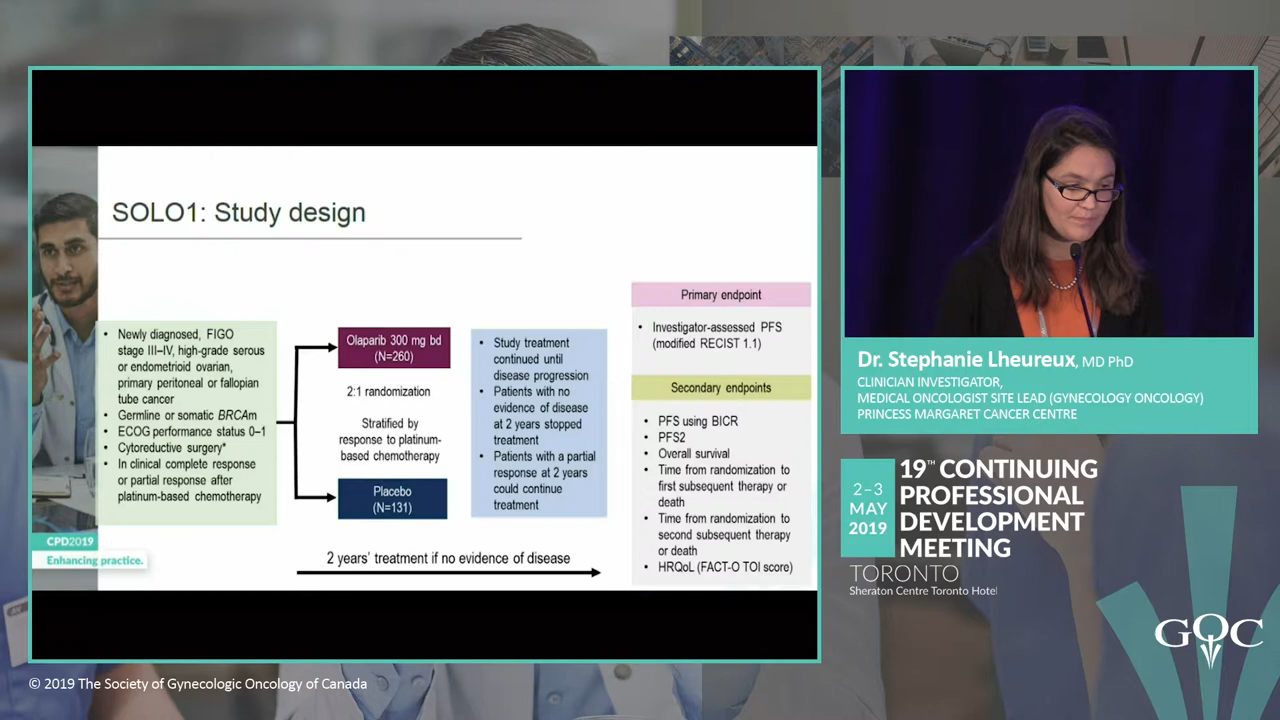 SOLO1: Study design
• Newly diagnosed, FIGO
stage III–IV, high-grade serous
or endometrioid ovarian,
primary peritoneal or fallopian
tube cancer
• Germline or somatic BRCAm
• ECOG performance status 0–1
• Cytoreductive surgery*
• In clinical complete response
or partial response after
platinum-based chemotherapy
Olaparib 300 mg bd
(N=260)
2:1 randomization
Stratified by
response to platinum-
based chemotherapy
Placebo
(N=131)
• Study treatment
continued until
disease progression
• Patients with no
evidence of disease
at 2 years stopped
treatment
• Patients with a partial
response at 2 years
could continue
treatment
2 years' treatment if no evidence of disease
Primary endpoint
• Investigator-assessed PFS
(modified RECIST 1.1)
Secondary endpoints
• PFS using BICR
• PFS2
• Overall survival
• Time from randomization to
first subsequent therapy or
death
• Time from randomization to
second subsequent therapy
or death
• HRQoL (FACT-O TOI score)
CPD2019
Enhancing practice.
Dr. Stephanie Lheureux, MD PhD
CLINICIAN INVESTIGATOR,
MEDICAL ONCOLOGIST SITE LEAD (GYNECOLOGY ONCOLOGY)
PRINCESS MARGARET CANCER CENTRE
2–3
MAY
2019
19™ CONTINUING
PROFESSIONAL
DEVELOPMENT
MEETING
TORONTO
Sheraton Centre Toronto Hotel
GOC
© 2019 The Society of Gynecologic Oncology of Canada